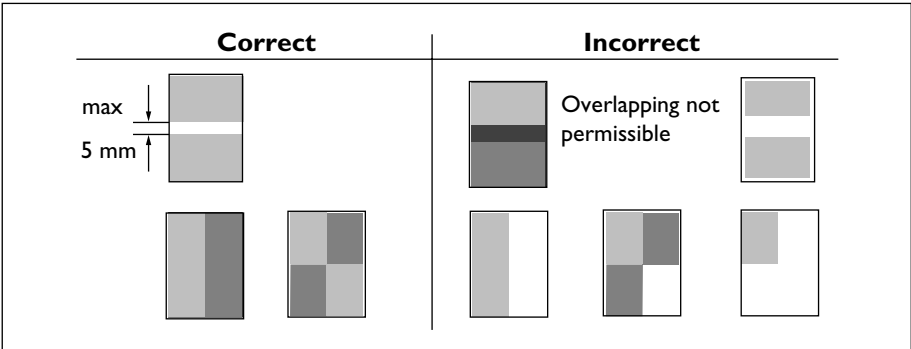 Correct
Incorrect
max
5 mm
Overlapping not
permissible